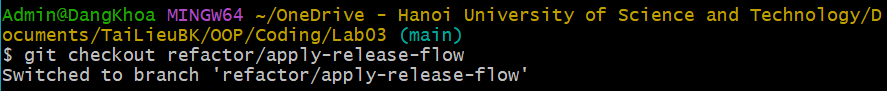 Admin@DangKhoa MINGW64 ~/OneDrive - Hanoi University of Science and Technology/D
ocuments/TaiLieuBK/OOP/Coding/Lab03 (main)
$ git checkout refactor/apply-release-flow
Switched to branch 'refactor/apply-release-flow'